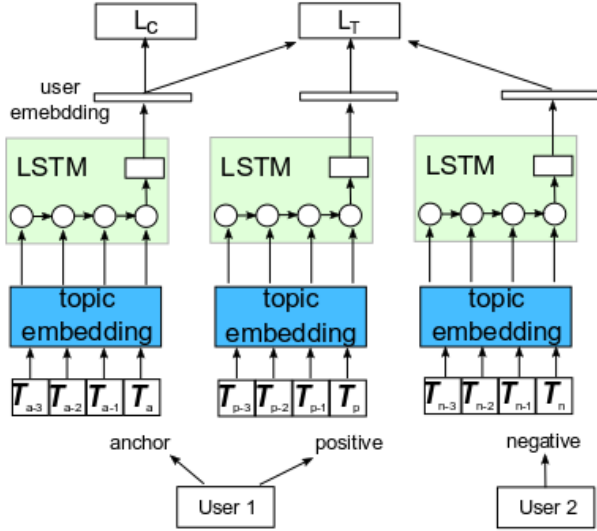 L_C L_T
user
emebdding
LSTM LSTM LSTM
topic embedding topic embedding topic embedding
T_a-3 T_a-2 T_a-1 T_a T_p-3 T_p-2 T_p-1 T_p T_n-3 T_n-2 T_n-1 T_n
anchor positive negative
User 1 User 2